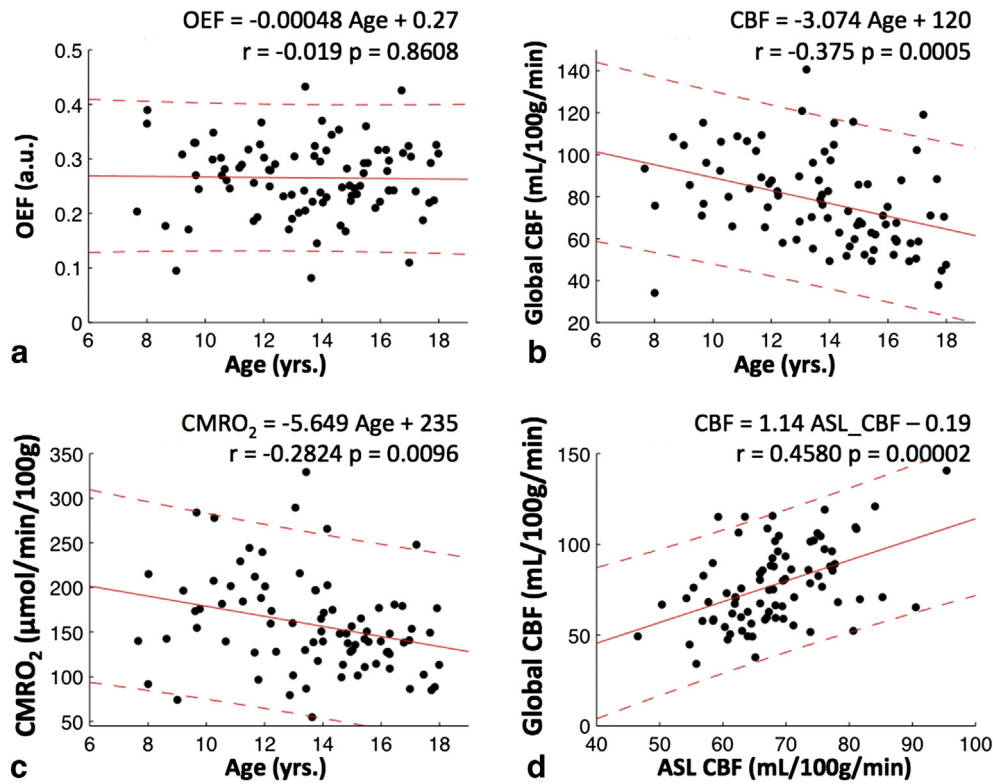 OEF = -0.00048 Age + 0.27
r = -0.019 p = 0.8608
0.5
0.4
0.3
0.2
0.1
0
OEF (a.u.)
6 8 10 12 14 16 18
Age (yrs.)
a
CBF = -3.074 Age + 120
r = -0.375 p = 0.0005
140
120
100
80
60
40
20
Global CBF (mL/100g/min)
6 8 10 12 14 16 18
Age (yrs.)
b
CMRO₂ = -5.649 Age + 235
r = -0.2824 p = 0.0096
350
300
250
200
150
100
50
CMRO₂ (μmol/min/100g)
6 8 10 12 14 16 18
Age (yrs.)
c
CBF = 1.14 ASL_CBF – 0.19
r = 0.4580 p = 0.00002
150
100
50
0
Global CBF (mL/100g/min)
40 50 60 70 80 90 100
ASL CBF (mL/100g/min)
d